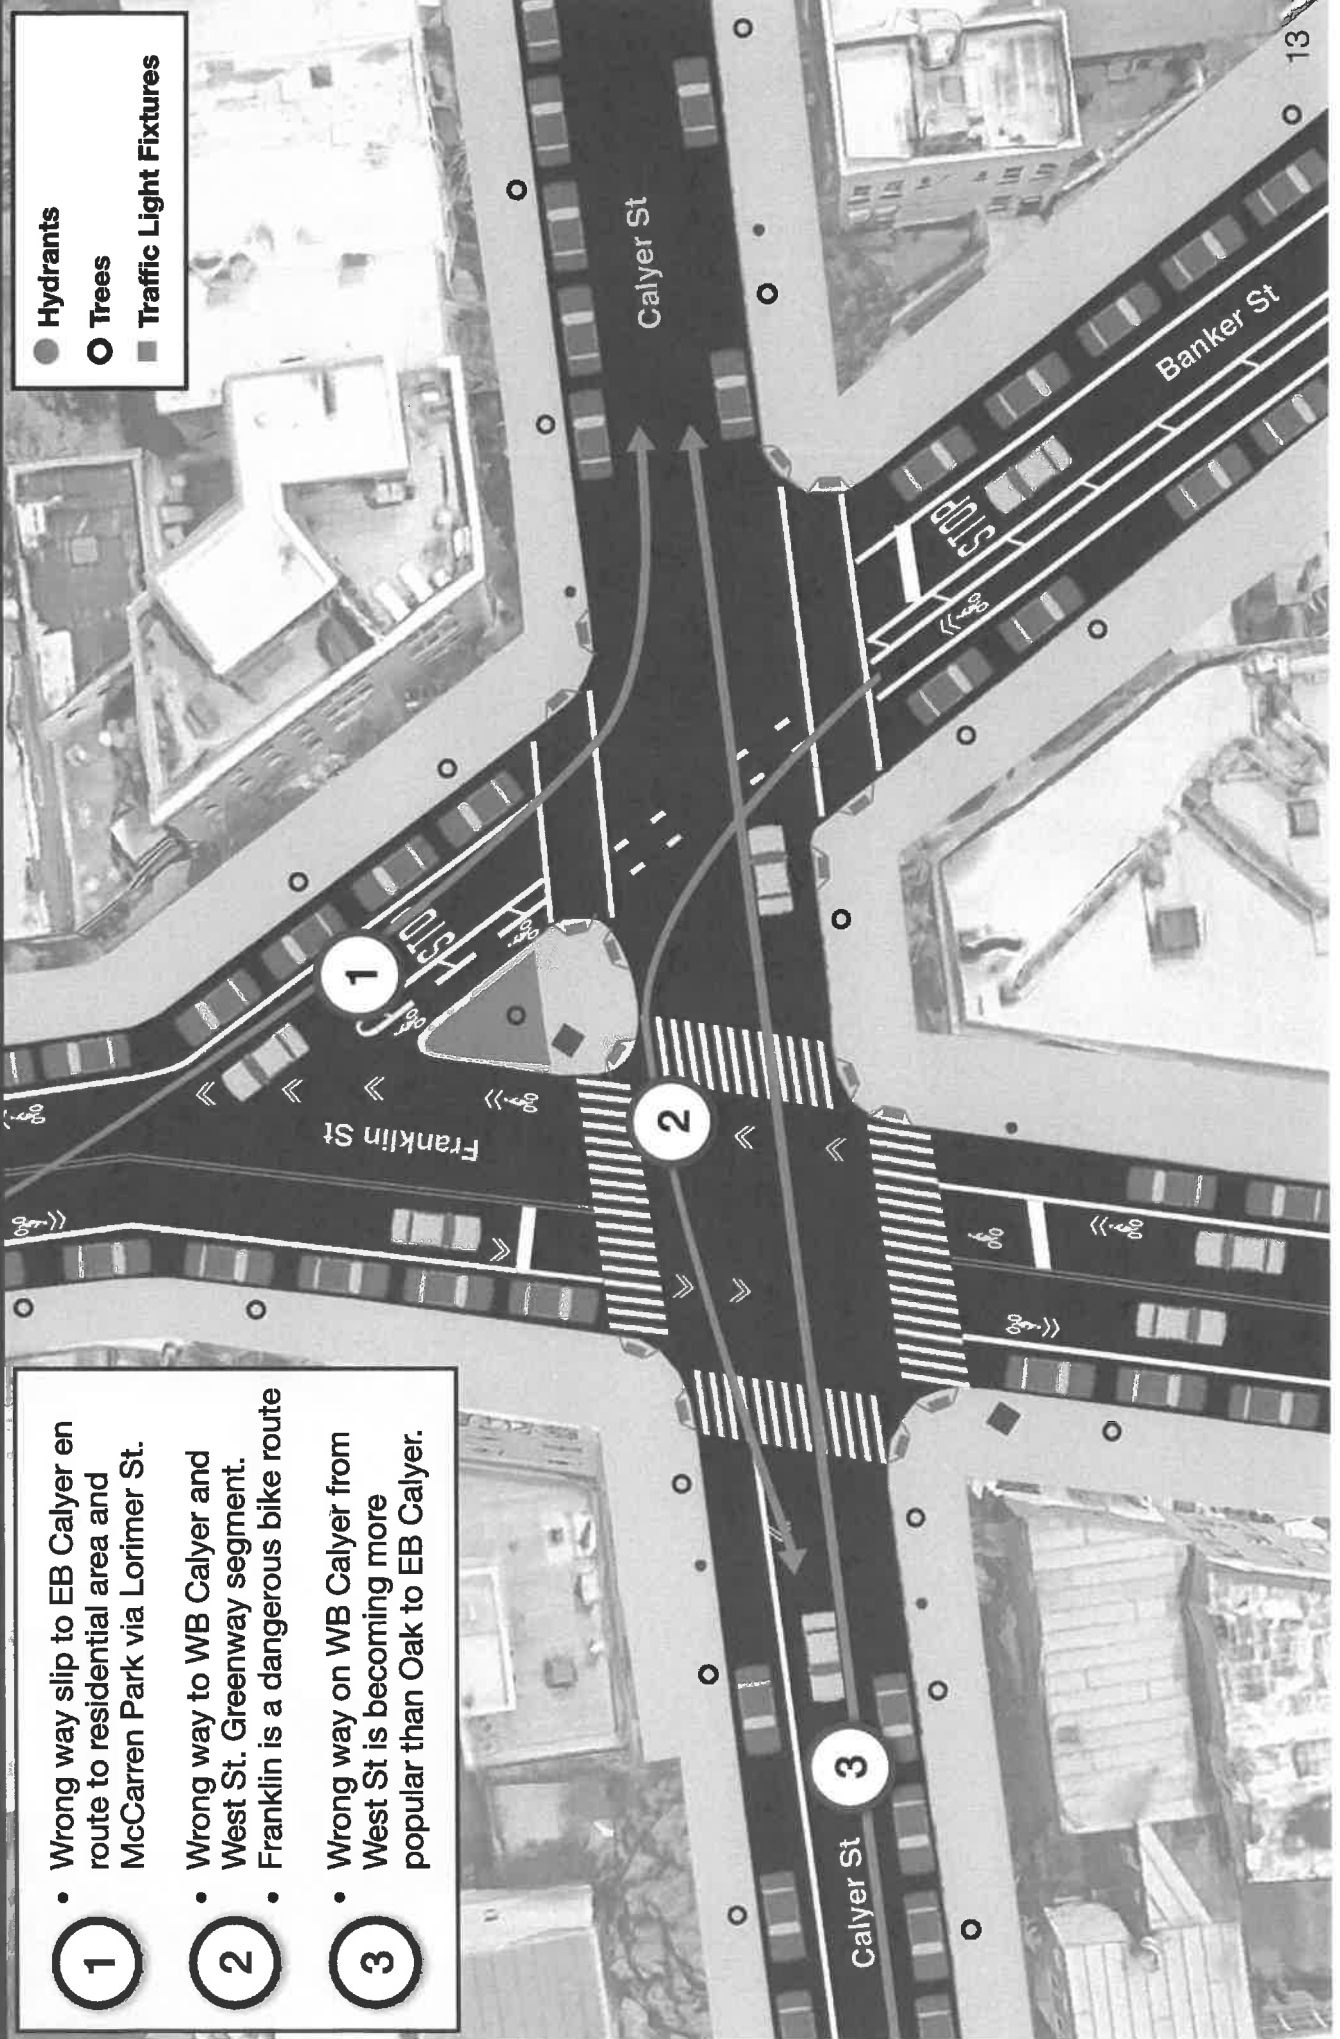 1
• Wrong way slip to EB Calyer en
route to residential area and
McCarren Park via Lorimer St.
2
• Wrong way to WB Calyer and
West St. Greenway segment.
• Franklin is a dangerous bike route
3
• Wrong way on WB Calyer from
West St is becoming more
popular than Oak to EB Calyer.
Hydrants
Trees
Traffic Light Fixtures
Franklin St
1
STOP
2
Calyer St
3
Calyer St
STOP
Banker St
13